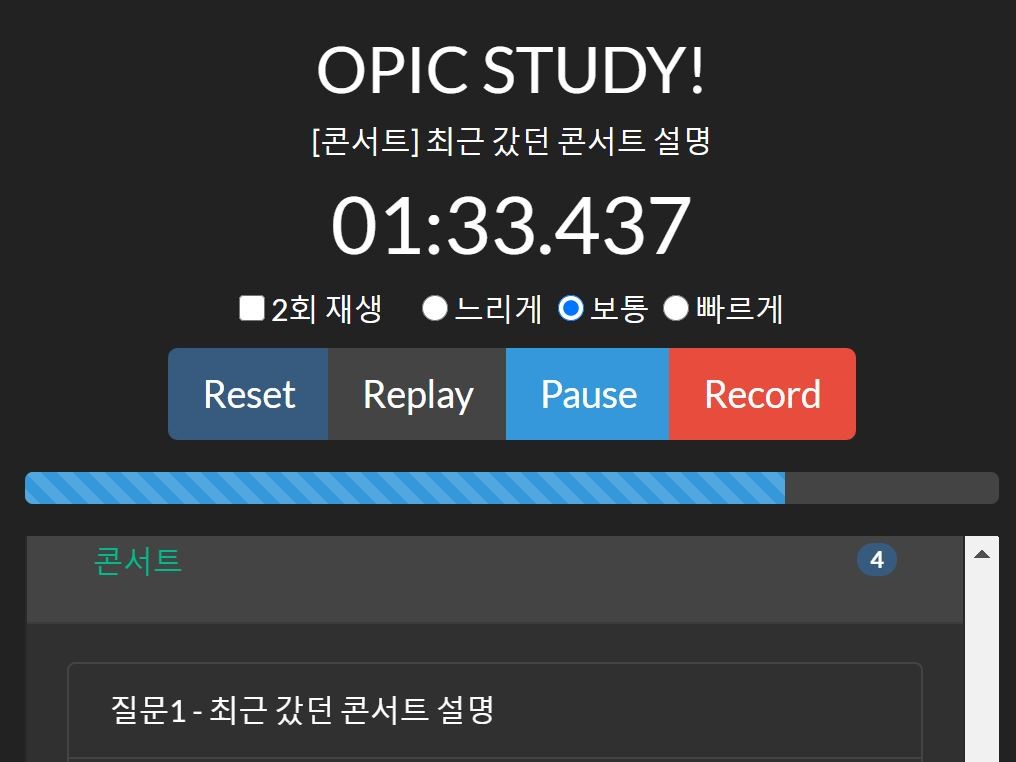 OPIC STUDY!
[콘서트] 최근 갔던 콘서트 설명
01:33.437
2회 재생 느리게 보통 빠르게
Reset Replay Pause Record
콘서트 4
질문1 - 최근 갔던 콘서트 설명